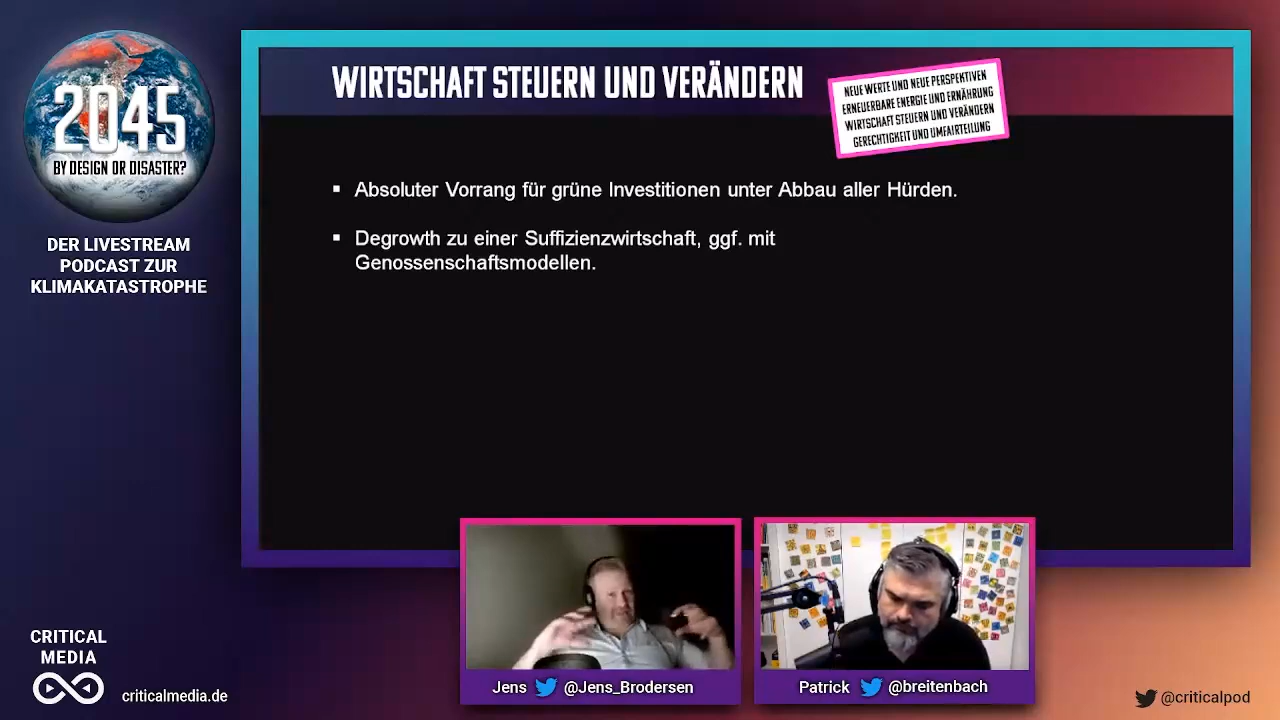 2045
BY DESIGN OR DISASTER?
DER LIVESTREAM
PODCAST ZUR
KLIMAKATASTROPHE
WIRTSCHAFT STEUERN UND VERÄNDERN
NEUE WERTE UND NEUE PERSPEKTIVEN
ERNEUERBARE ENERGIE UND ERNÄHRUNG
WIRTSCHAFT STEUERN UND VERÄNDERN
GERECHTIGKEIT UND UMFAIRTEILUNG
▪ Absoluter Vorrang für grüne Investitionen unter Abbau aller Hürden.
▪ Degrowth zu einer Suffizienzwirtschaft, ggf. mit
Genossenschaftsmodellen.
Jens @Jens_Brodersen
Patrick @breitenbach
CRITICAL
MEDIA
criticalmedia.de
@criticalpod